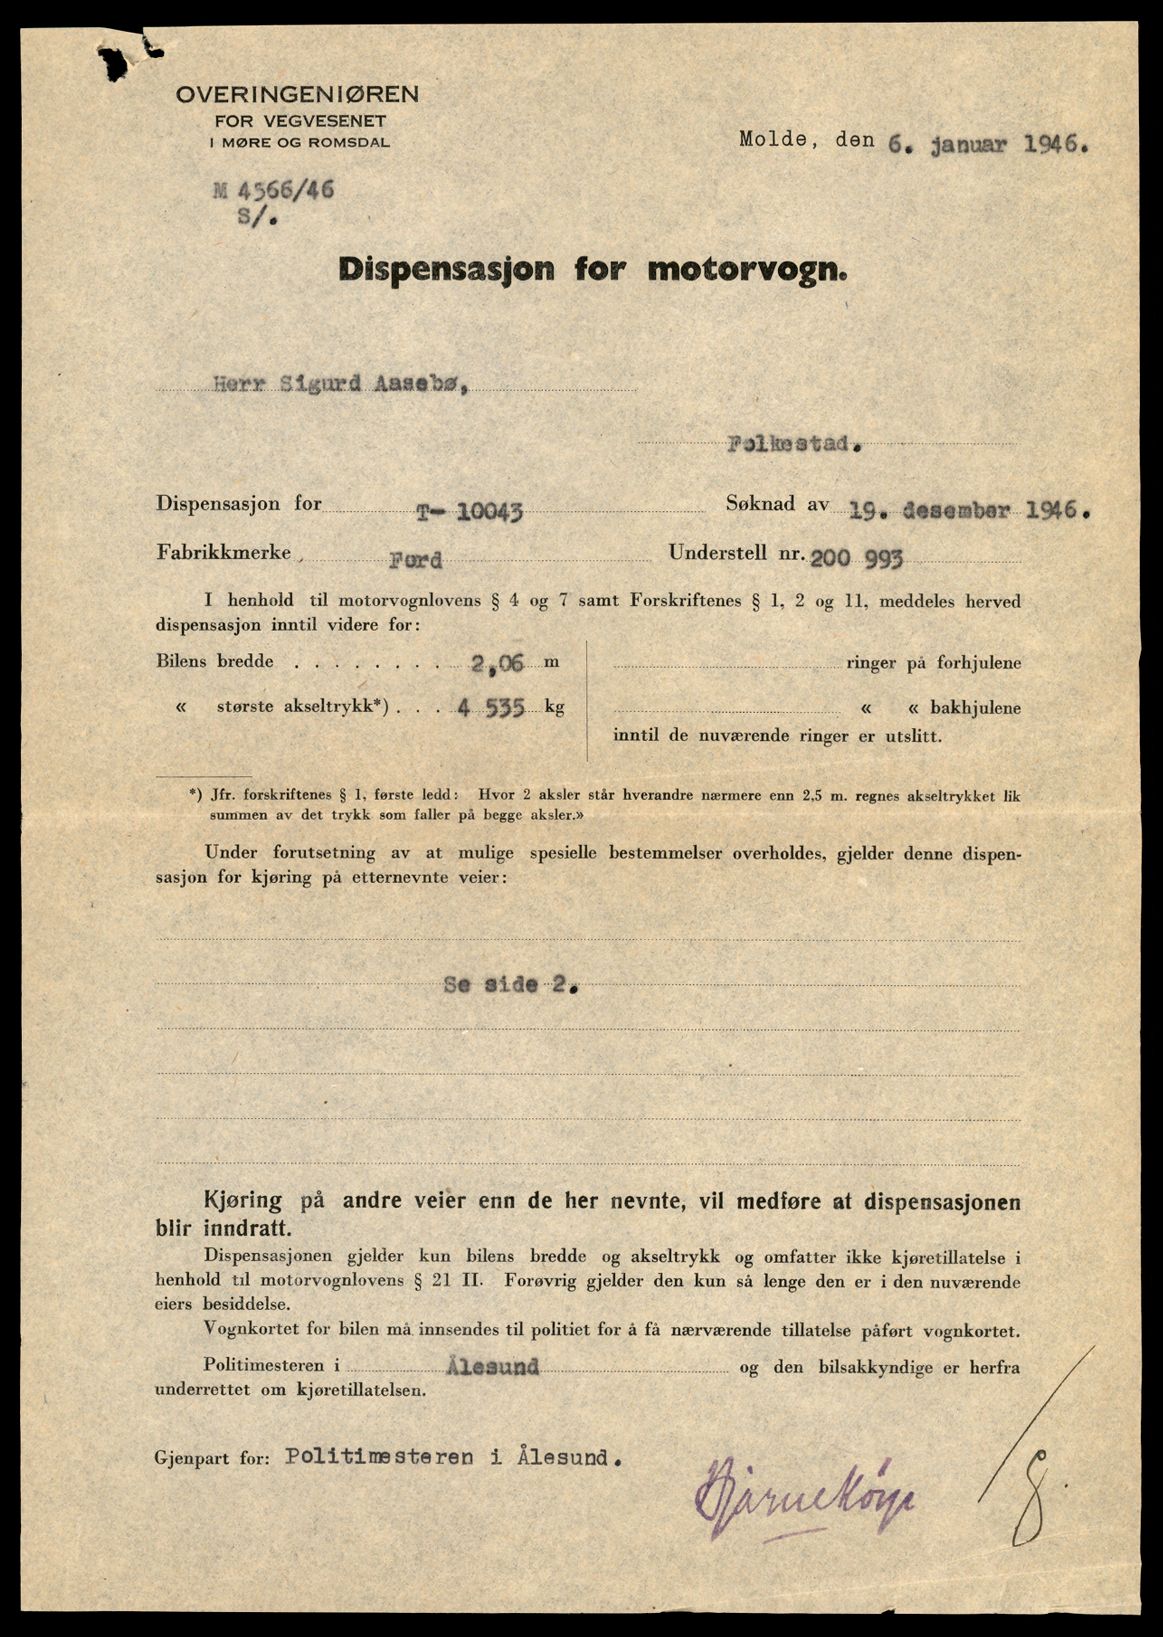 OVERINGENIØREN
FOR VEGVESENET
I MØRE OG ROMSDAL
Molde, den 6. januar 1946.
M 4566/46
S/.
Dispensasjon for motorvogn.
Herr Sigurd Aasebø,
Folkestad.
Dispensasjon for T- 10043 Søknad av 19. desember 1946.
Fabrikkmerke Ford Understell nr. 200 993
I henhold til motorvognlovens § 4 og 7 samt Forskriftenes § 1, 2 og 11, meddeles herved
dispensasjon inntil videre for:
Bilens bredde . . . . . . . . 2,06 m ringer på forhjulene
« største akseltrykk*) . . . 4 535 kg « « bakhjulene
inntil de nuværende ringer er utslitt.
*) Jfr. forskriftenes § 1, første ledd: Hvor 2 aksler står hverandre nærmere enn 2,5 m. regnes akseltrykket lik
summen av det trykk som faller på begge aksler.»
Under forutsetning av at mulige spesielle bestemmelser overholdes, gjelder denne dispen-
sasjon for kjøring på etternevnte veier:
Se side 2.
Kjøring på andre veier enn de her nevnte, vil medføre at dispensasjonen
blir inndratt.
Dispensasjonen gjelder kun bilens bredde og akseltrykk og omfatter ikke kjøretillatelse i
henhold til motorvognlovens § 21 II. Forøvrig gjelder den kun så lenge den er i den nuværende
eiers besiddelse.
Vognkortet for bilen må innsendes til politiet for å få nærværende tillatelse påført vognkortet.
Politimesteren i Ålesund og den bilsakkyndige er herfra
underrettet om kjøretillatelsen.
Gjenpart for: Politimesteren i Ålesund.